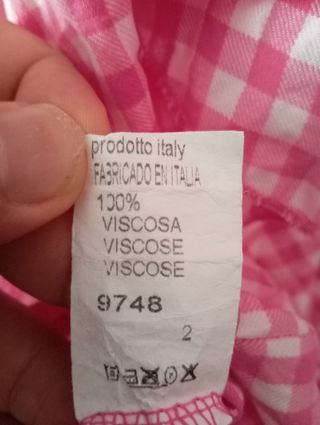 prodotto italy
FABRICADO EN ITALIA
100%
VISCOSA
VISCOSE
VISCOSE
9748
2